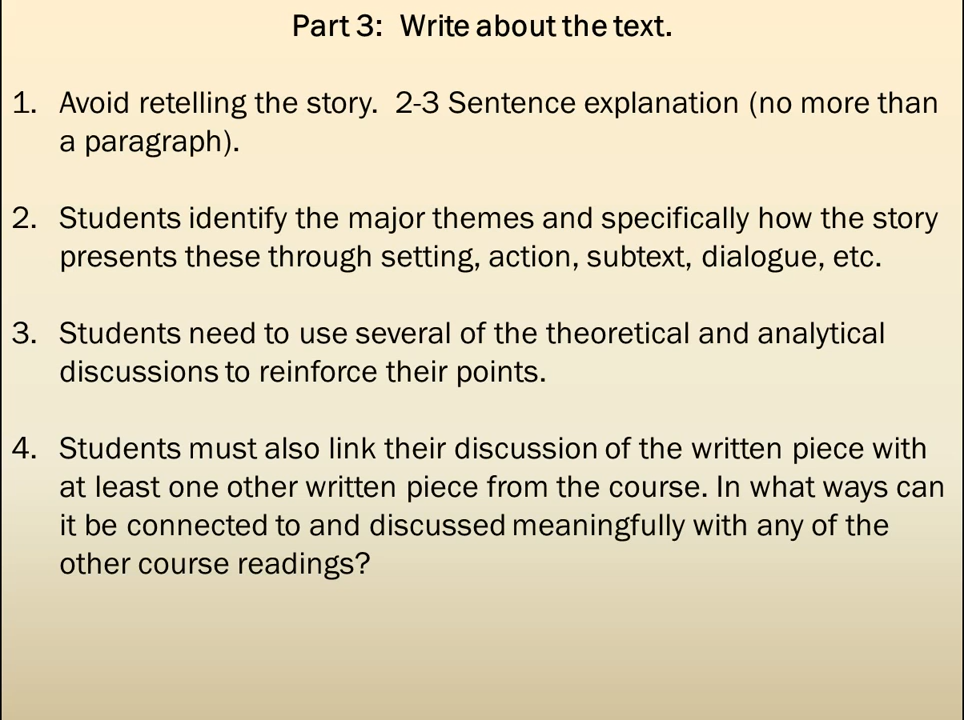 Part 3:  Write about the text.
1. Avoid retelling the story.  2-3 Sentence explanation (no more than
a paragraph).
2. Students identify the major themes and specifically how the story
presents these through setting, action, subtext, dialogue, etc.
3. Students need to use several of the theoretical and analytical
discussions to reinforce their points.
4. Students must also link their discussion of the written piece with
at least one other written piece from the course. In what ways can
it be connected to and discussed meaningfully with any of the
other course readings?